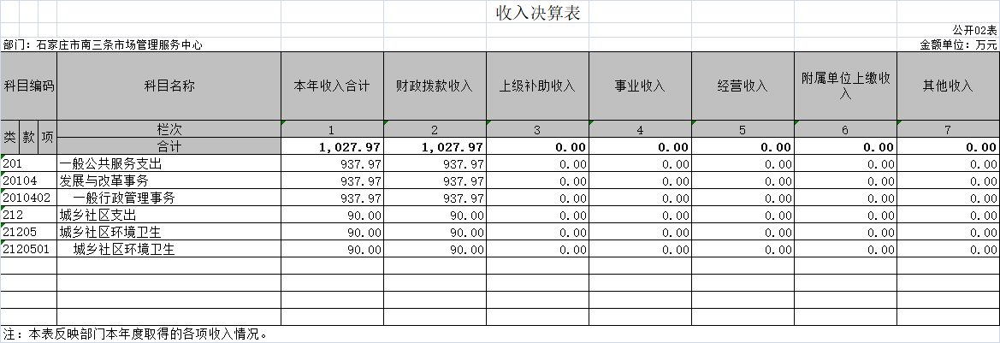 收入决算表
公开02表
部门：石家庄市南三条市场管理服务中心 金额单位：万元
科目编码 科目名称 本年收入合计 财政拨款收入 上级补助收入 事业收入 经营收入 附属单位上缴收入 其他收入
类 款 项 栏次 1 2 3 4 5 6 7
合计 1,027.97 1,027.97 0.00 0.00 0.00 0.00 0.00
201 一般公共服务支出 937.97 937.97 0.00 0.00 0.00 0.00 0.00
20104 发展与改革事务 937.97 937.97 0.00 0.00 0.00 0.00 0.00
2010402 一般行政管理事务 937.97 937.97 0.00 0.00 0.00 0.00 0.00
212 城乡社区支出 90.00 90.00 0.00 0.00 0.00 0.00 0.00
21205 城乡社区环境卫生 90.00 90.00 0.00 0.00 0.00 0.00 0.00
2120501 城乡社区环境卫生 90.00 90.00 0.00 0.00 0.00 0.00 0.00
注：本表反映部门本年度取得的各项收入情况。